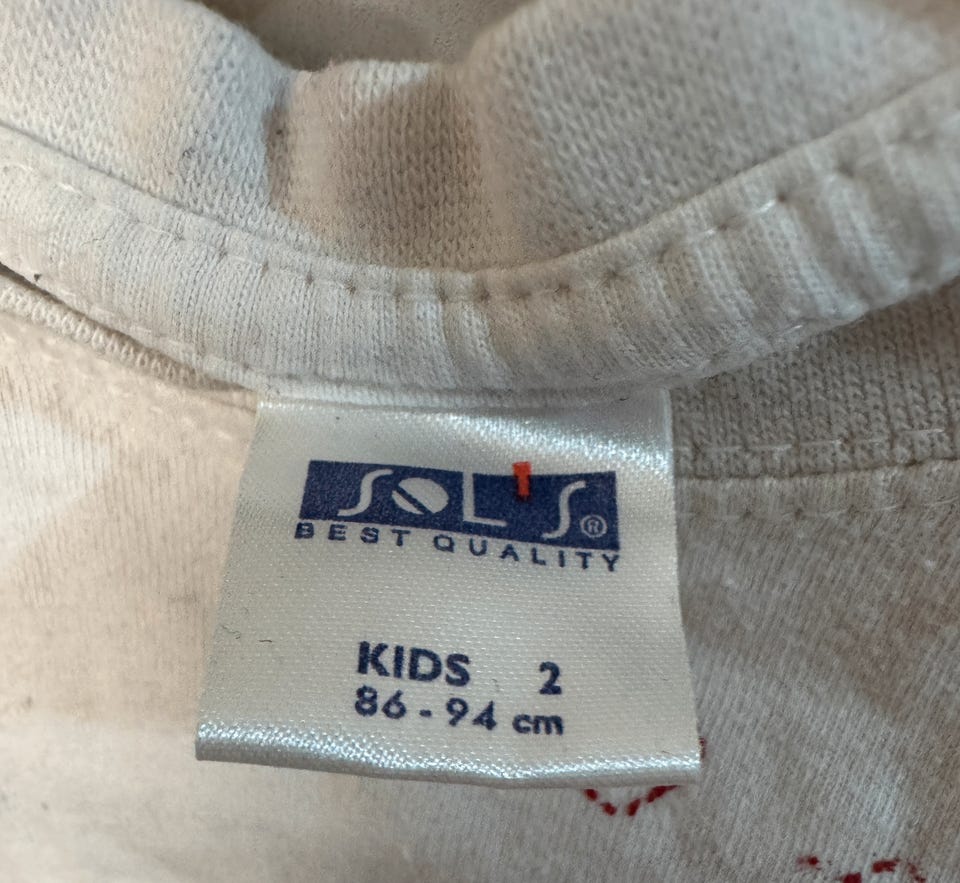 SOL'S®
BEST QUALITY
KIDS 2
86 - 94 cm